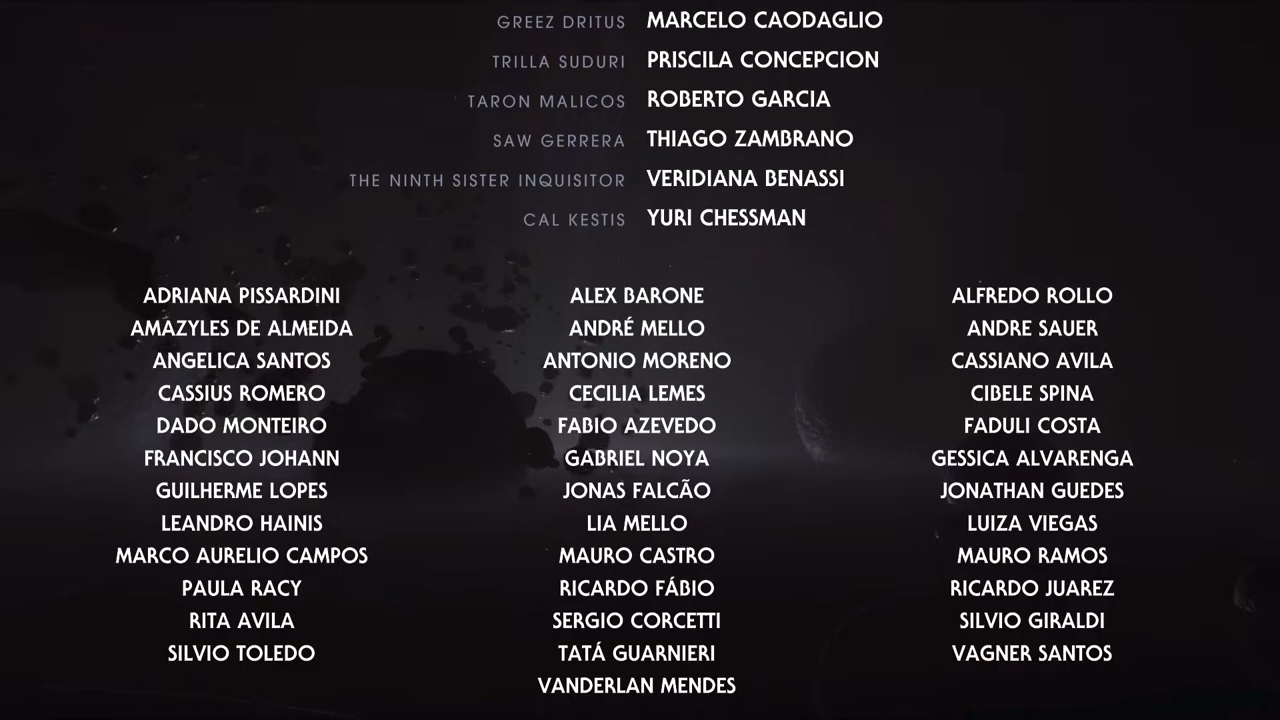 GREEZ DRITUS MARCELO CAODAGLIO
TRILLA SUDURI PRISCILA CONCEPCION
TARON MALICOS ROBERTO GARCIA
SAW GERRERA THIAGO ZAMBRANO
THE NINTH SISTER INQUISITOR VERIDIANA BENASSI
CAL KESTIS YURI CHESSMAN
ADRIANA PISSARDINI ALEX BARONE ALFREDO ROLLO
AMAZYLES DE ALMEIDA ANDRÉ MELLO ANDRE SAUER
ANGELICA SANTOS ANTONIO MORENO CASSIANO AVILA
CASSIUS ROMERO CECILIA LEMES CIBELE SPINA
DADO MONTEIRO FABIO AZEVEDO FADULI COSTA
FRANCISCO JOHANN GABRIEL NOYA GESSICA ALVARENGA
GUILHERME LOPES JONAS FALCÃO JONATHAN GUEDES
LEANDRO HAINIS LIA MELLO LUIZA VIEGAS
MARCO AURELIO CAMPOS MAURO CASTRO MAURO RAMOS
PAULA RACY RICARDO FÁBIO RICARDO JUAREZ
RITA AVILA SERGIO CORCETTI SILVIO GIRALDI
SILVIO TOLEDO TATÁ GUARNIERI VAGNER SANTOS
VANDERLAN MENDES